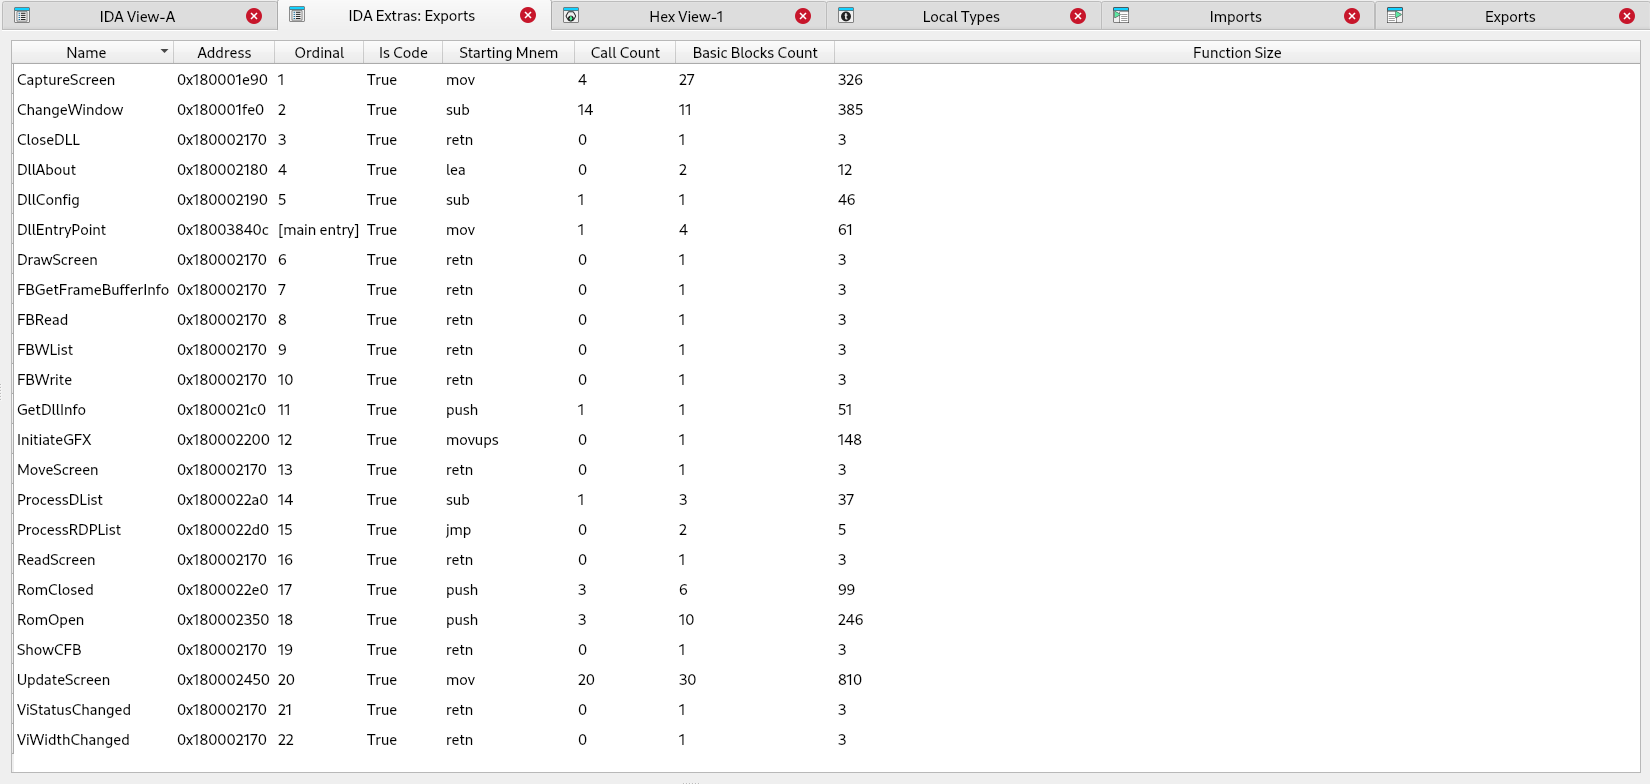 IDA View-A IDA Extras: Exports Hex View-1 Local Types Imports Exports
Name Address Ordinal Is Code Starting Mnem Call Count Basic Blocks Count Function Size
CaptureScreen 0x180001e90 1 True mov 4 27 326
ChangeWindow 0x180001fe0 2 True sub 14 11 385
CloseDLL 0x180002170 3 True retn 0 1 3
DllAbout 0x180002180 4 True lea 0 2 12
DllConfig 0x180002190 5 True sub 1 1 46
DllEntryPoint 0x18003840c [main entry] True mov 1 4 61
DrawScreen 0x180002170 6 True retn 0 1 3
FBGetFrameBufferInfo 0x180002170 7 True retn 0 1 3
FBRead 0x180002170 8 True retn 0 1 3
FBWList 0x180002170 9 True retn 0 1 3
FBWrite 0x180002170 10 True retn 0 1 3
GetDllInfo 0x1800021c0 11 True push 1 1 51
InitiateGFX 0x180002200 12 True movups 0 1 148
MoveScreen 0x180002170 13 True retn 0 1 3
ProcessDList 0x1800022a0 14 True sub 1 3 37
ProcessRDPList 0x1800022d0 15 True jmp 0 2 5
ReadScreen 0x180002170 16 True retn 0 1 3
RomClosed 0x1800022e0 17 True push 3 6 99
RomOpen 0x180002350 18 True push 3 10 246
ShowCFB 0x180002170 19 True retn 0 1 3
UpdateScreen 0x180002450 20 True mov 20 30 810
ViStatusChanged 0x180002170 21 True retn 0 1 3
ViWidthChanged 0x180002170 22 True retn 0 1 3